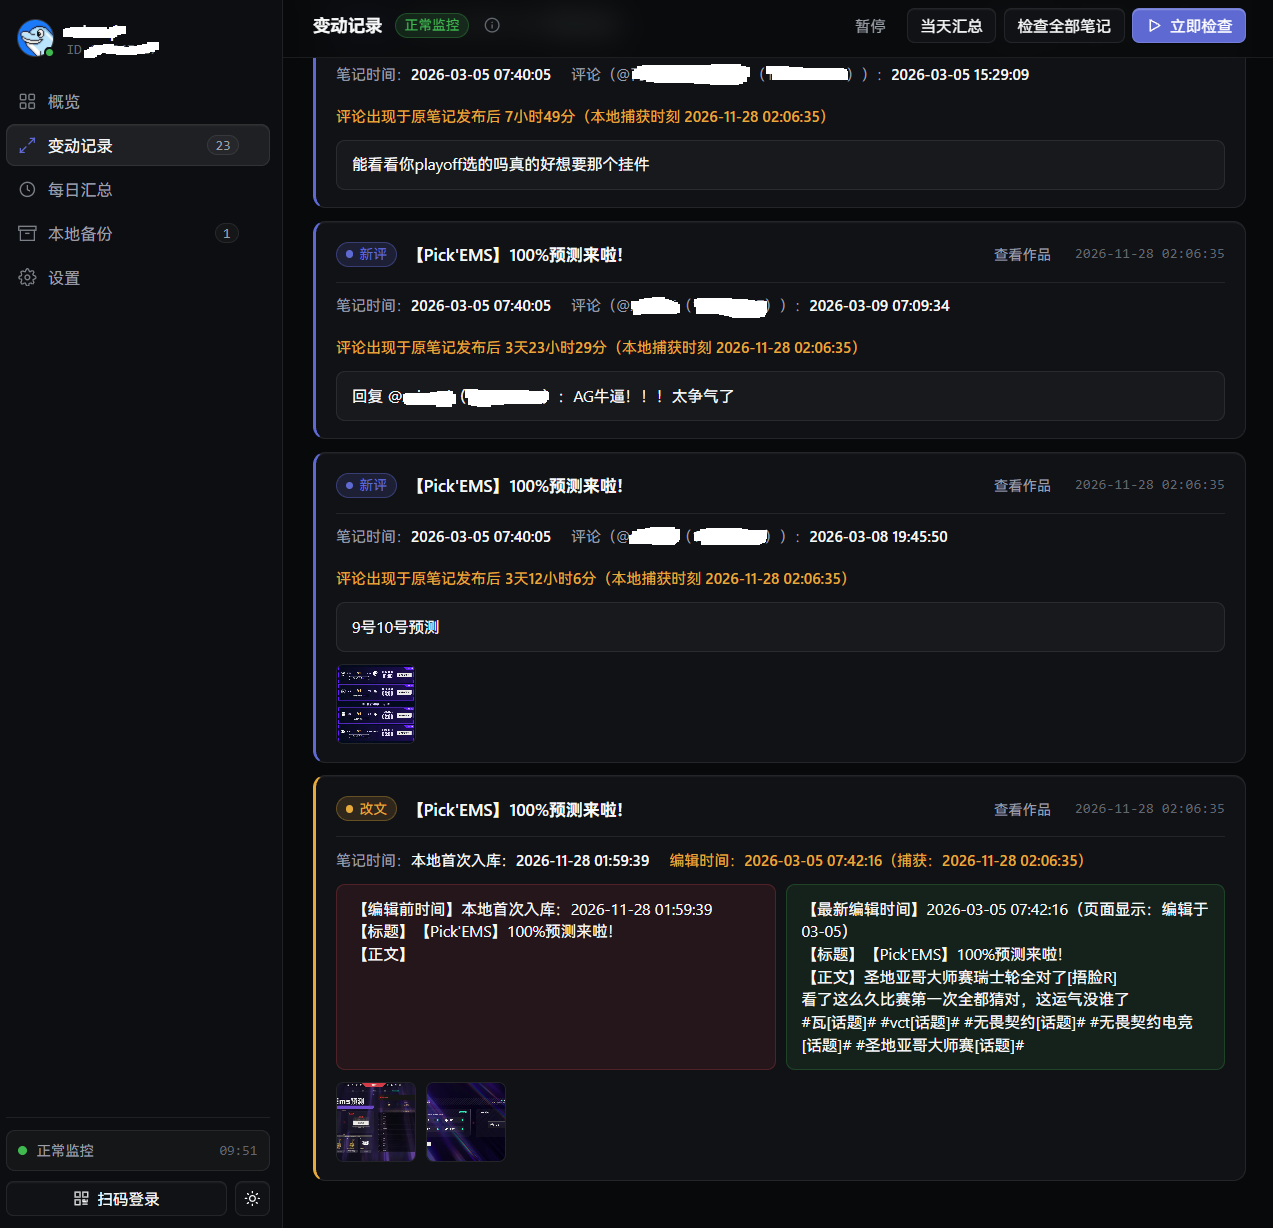 ID
概览
变动记录 23
每日汇总
本地备份 1
设置
正常监控 09:51
扫码登录
变动记录 正常监控 暂停 当天汇总 检查全部笔记 立即检查
笔记时间：2026-03-05 07:40:05 评论（@ （ ））：2026-03-05 15:29:09
评论出现于原笔记发布后 7小时49分（本地捕获时刻 2026-11-28 02:06:35）
能看看你playoff选的吗真的好想要那个挂件
新评 【Pick'EMS】100%预测来啦！ 查看作品 2026-11-28 02:06:35
笔记时间：2026-03-05 07:40:05 评论（@ （ ））：2026-03-09 07:09:34
评论出现于原笔记发布后 3天23小时29分（本地捕获时刻 2026-11-28 02:06:35）
回复 @ ( ) ：AG牛逼！！！太争气了
新评 【Pick'EMS】100%预测来啦！ 查看作品 2026-11-28 02:06:35
笔记时间：2026-03-05 07:40:05 评论（@ （ ））：2026-03-08 19:45:50
评论出现于原笔记发布后 3天12小时6分（本地捕获时刻 2026-11-28 02:06:35）
9号10号预测
改文 【Pick'EMS】100%预测来啦！ 查看作品 2026-11-28 02:06:35
笔记时间：本地首次入库：2026-11-28 01:59:39 编辑时间：2026-03-05 07:42:16（捕获：2026-11-28 02:06:35）
【编辑前时间】本地首次入库：2026-11-28 01:59:39
【标题】【Pick'EMS】100%预测来啦！
【正文】
【最新编辑时间】2026-03-05 07:42:16（页面显示：编辑于
03-05）
【标题】【Pick'EMS】100%预测来啦！
【正文】圣地亚哥大师赛瑞士轮全对了[捂脸R]
看了这么久比赛第一次全都猜对，这运气没谁了
#瓦[话题]# #vct[话题]# #无畏契约[话题]# #无畏契约电竞
[话题]# #圣地亚哥大师赛[话题]#
Ems预测